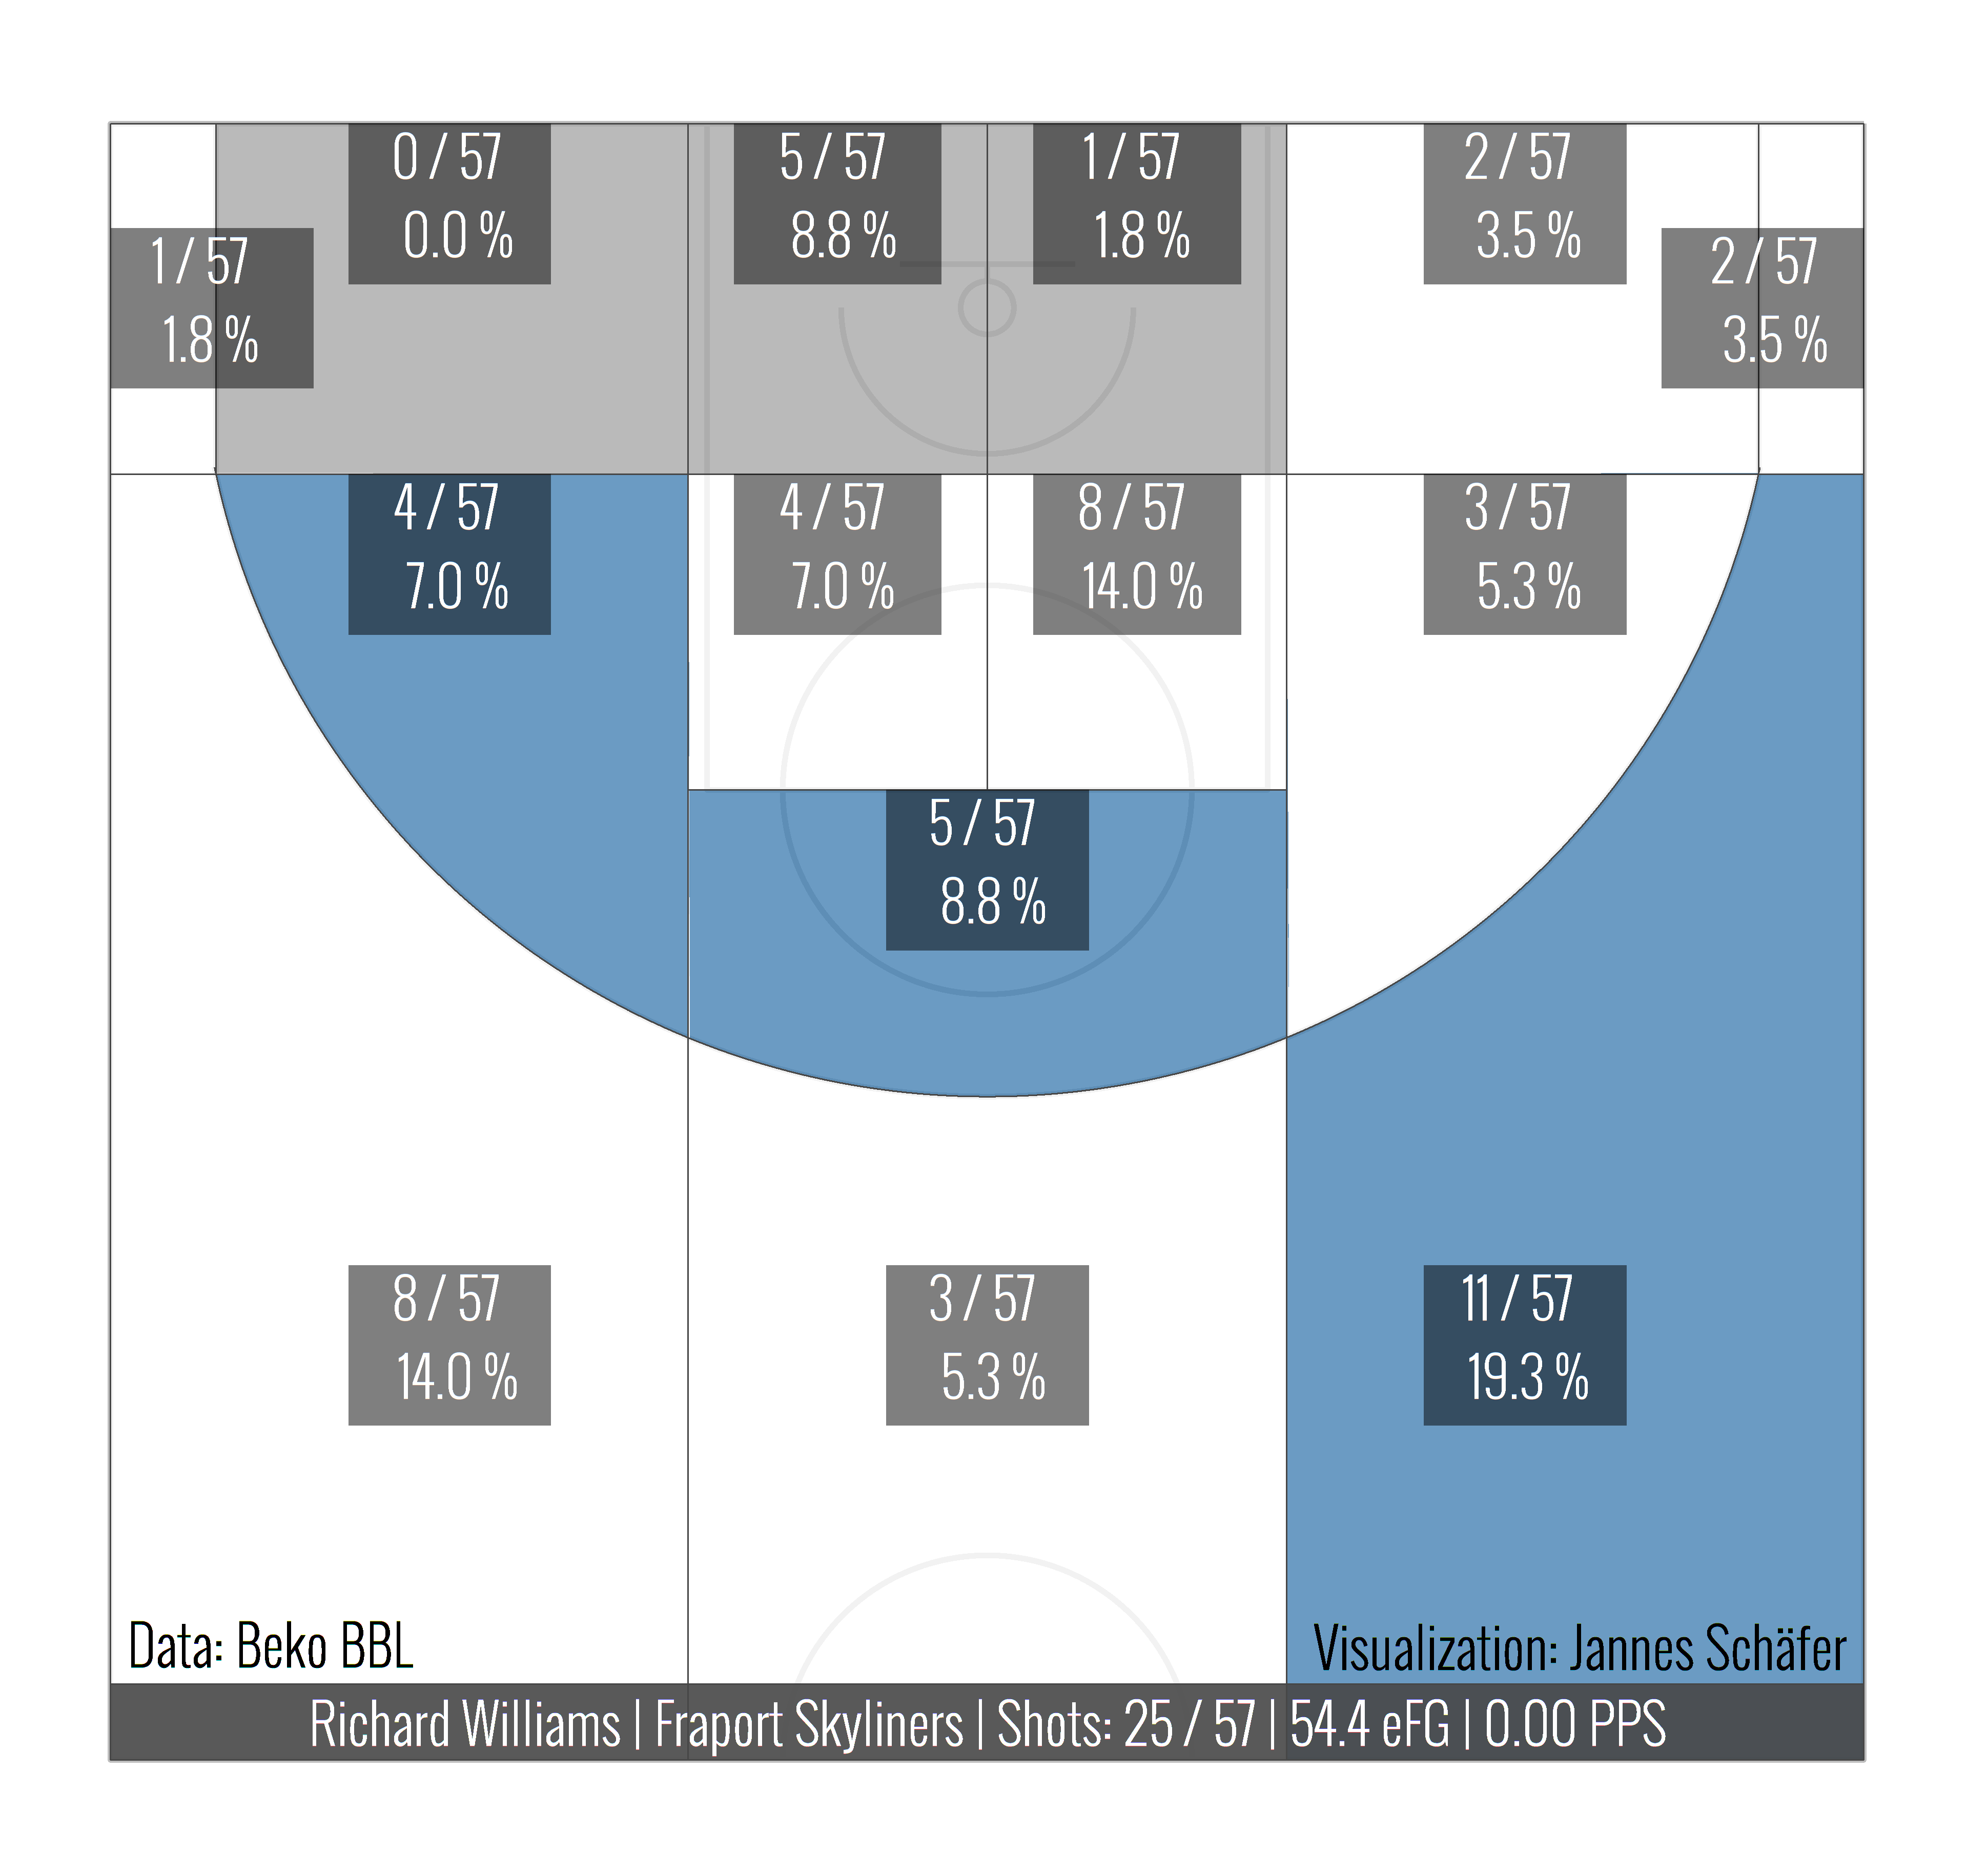 0 / 57
0.0 %
5 / 57
8.8 %
1 / 57
1.8 %
2 / 57
3.5 %
1 / 57
1.8 %
2 / 57
3.5 %
4 / 57
7.0 %
4 / 57
7.0 %
8 / 57
14.0 %
3 / 57
5.3 %
5 / 57
8.8 %
8 / 57
14.0 %
3 / 57
5.3 %
11 / 57
19.3 %
Data: Beko BBL
Visualization: Jannes Schäfer
Richard Williams | Fraport Skyliners | Shots: 25 / 57 | 54.4 eFG | 0.00 PPS